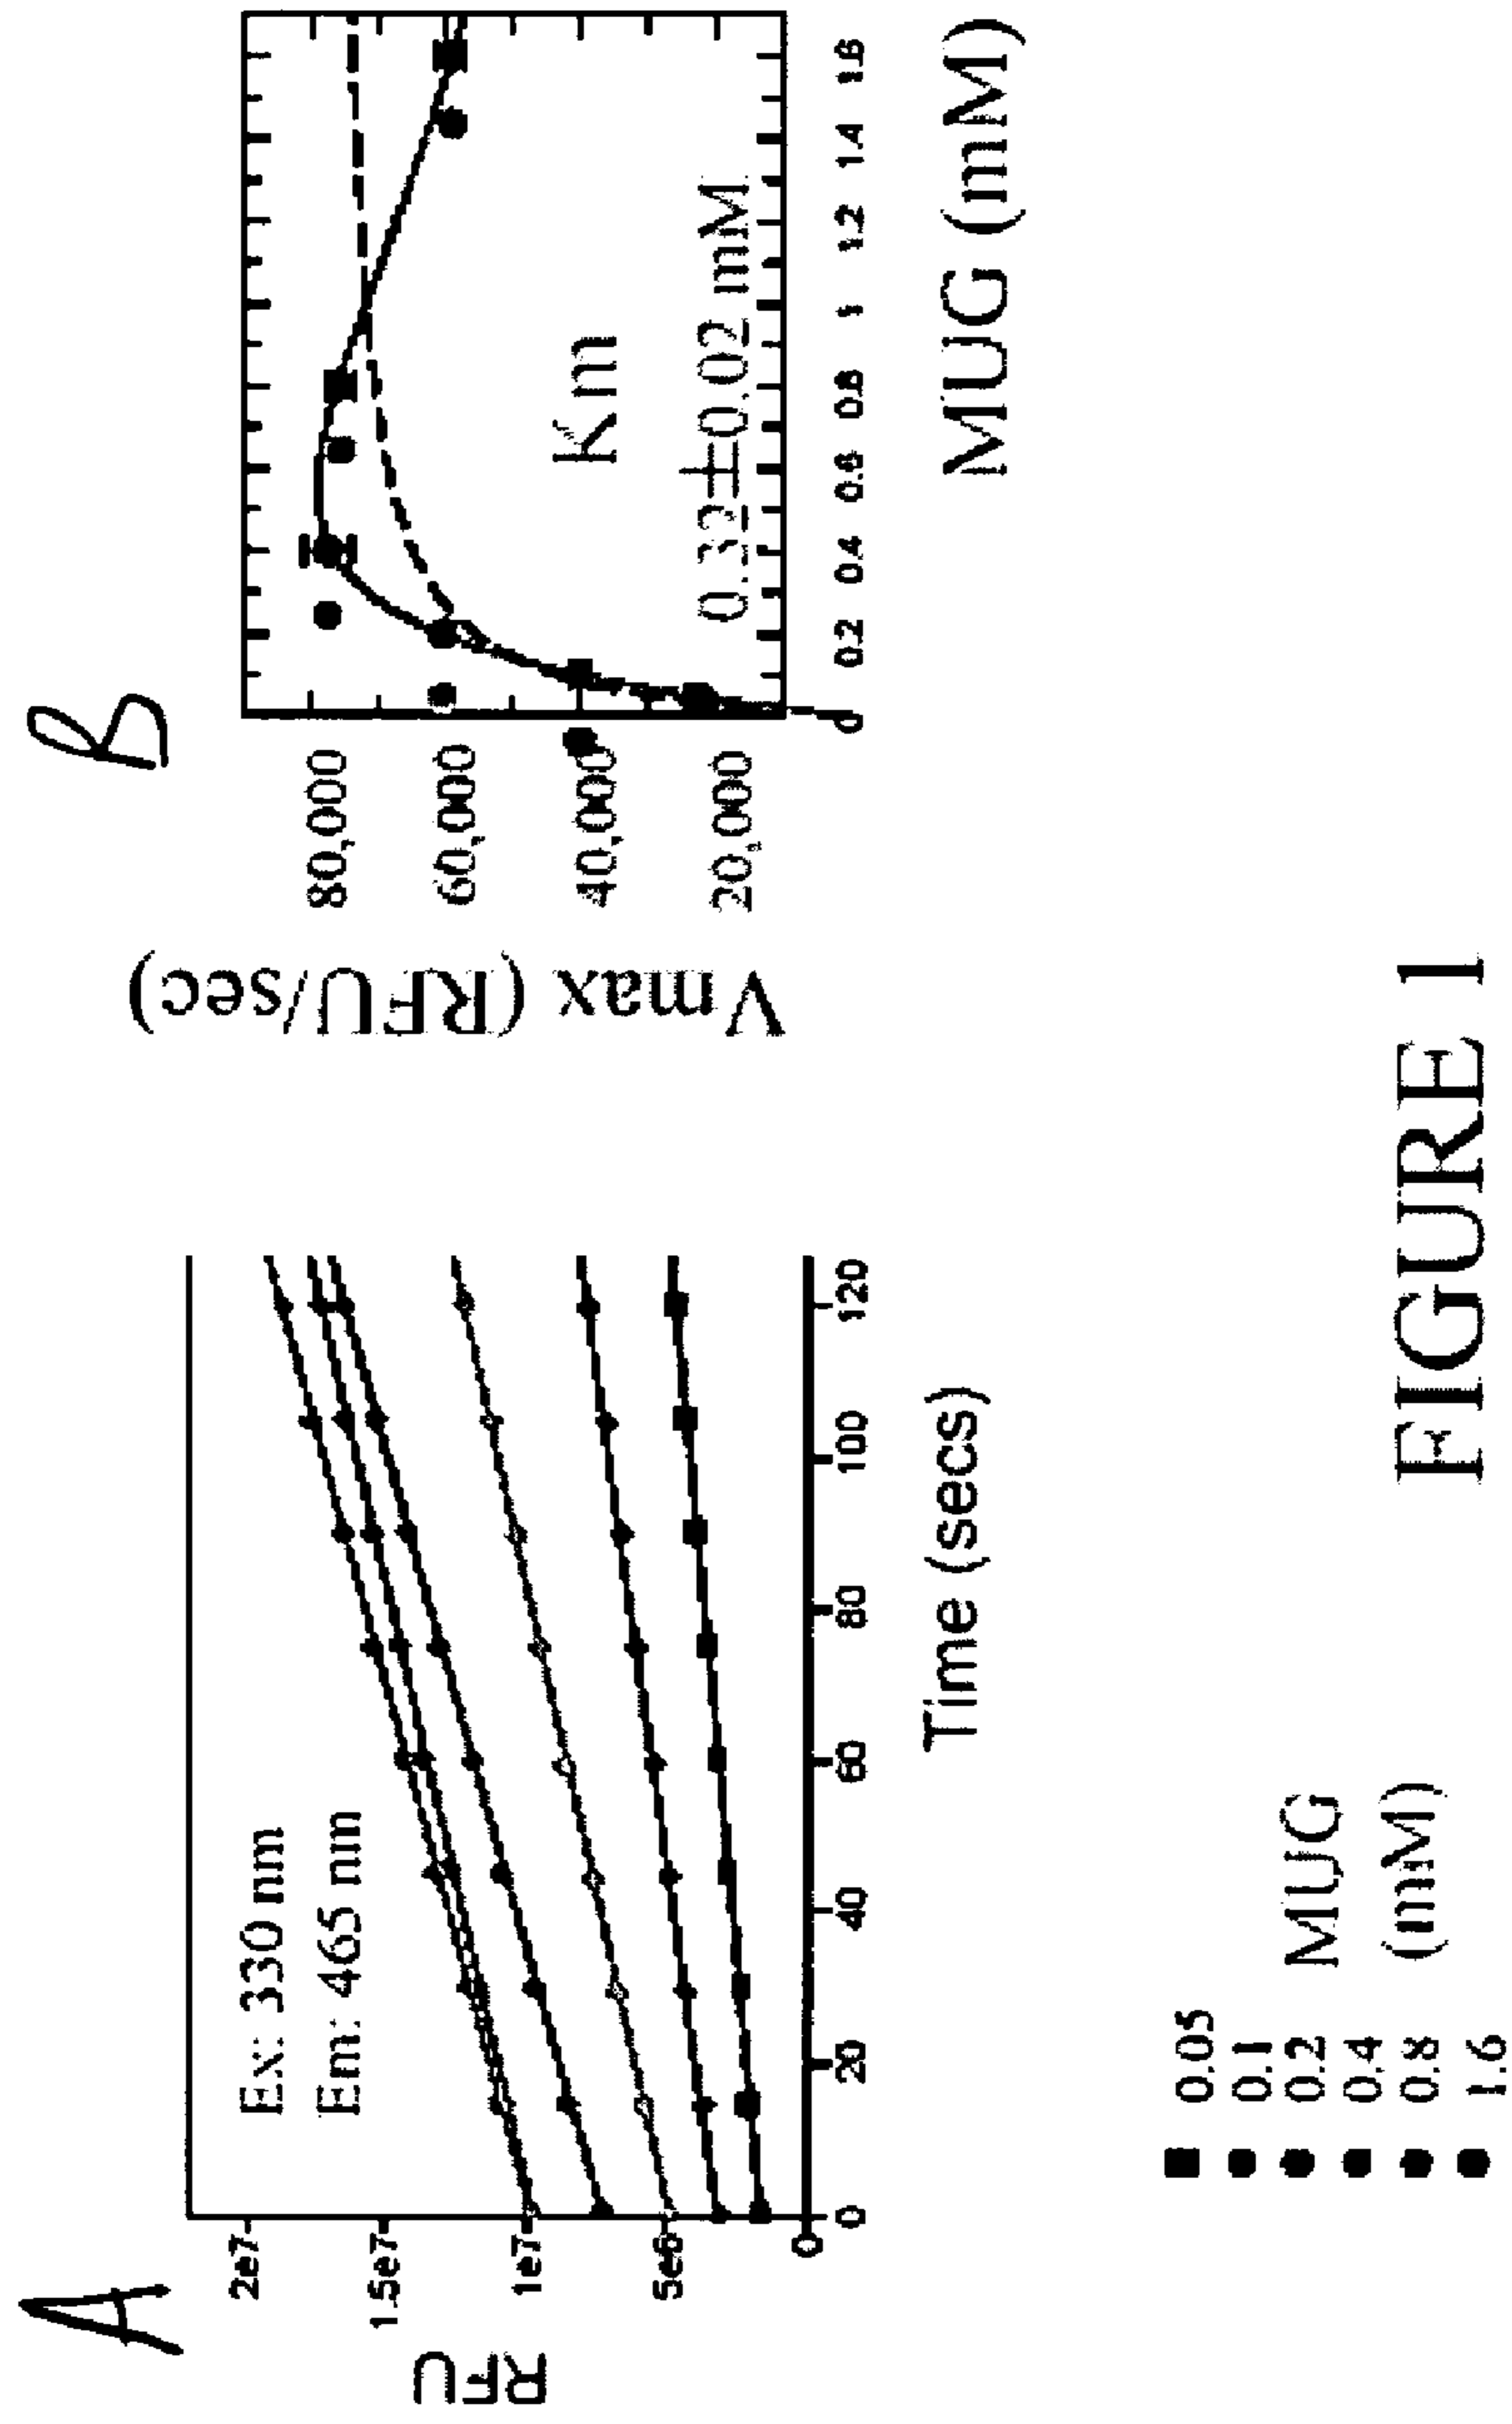 A
RFU
2e7
1.5e7
1e7
5e6
0
Ex: 330 nm
Em: 465 nm
0 20 40 60 80 100 120
Time (secs)
0.05
0.1
0.2
0.4
0.8
1.6
MUG
(mM)
B
Vmax (RFU/sec)
80,000
60,000
40,000
20,000
Km
0.32±0.02 mM
0 0.2 0.4 0.6 0.8 1 1.2 1.4 1.6
MUG (mM)
FIGURE 1